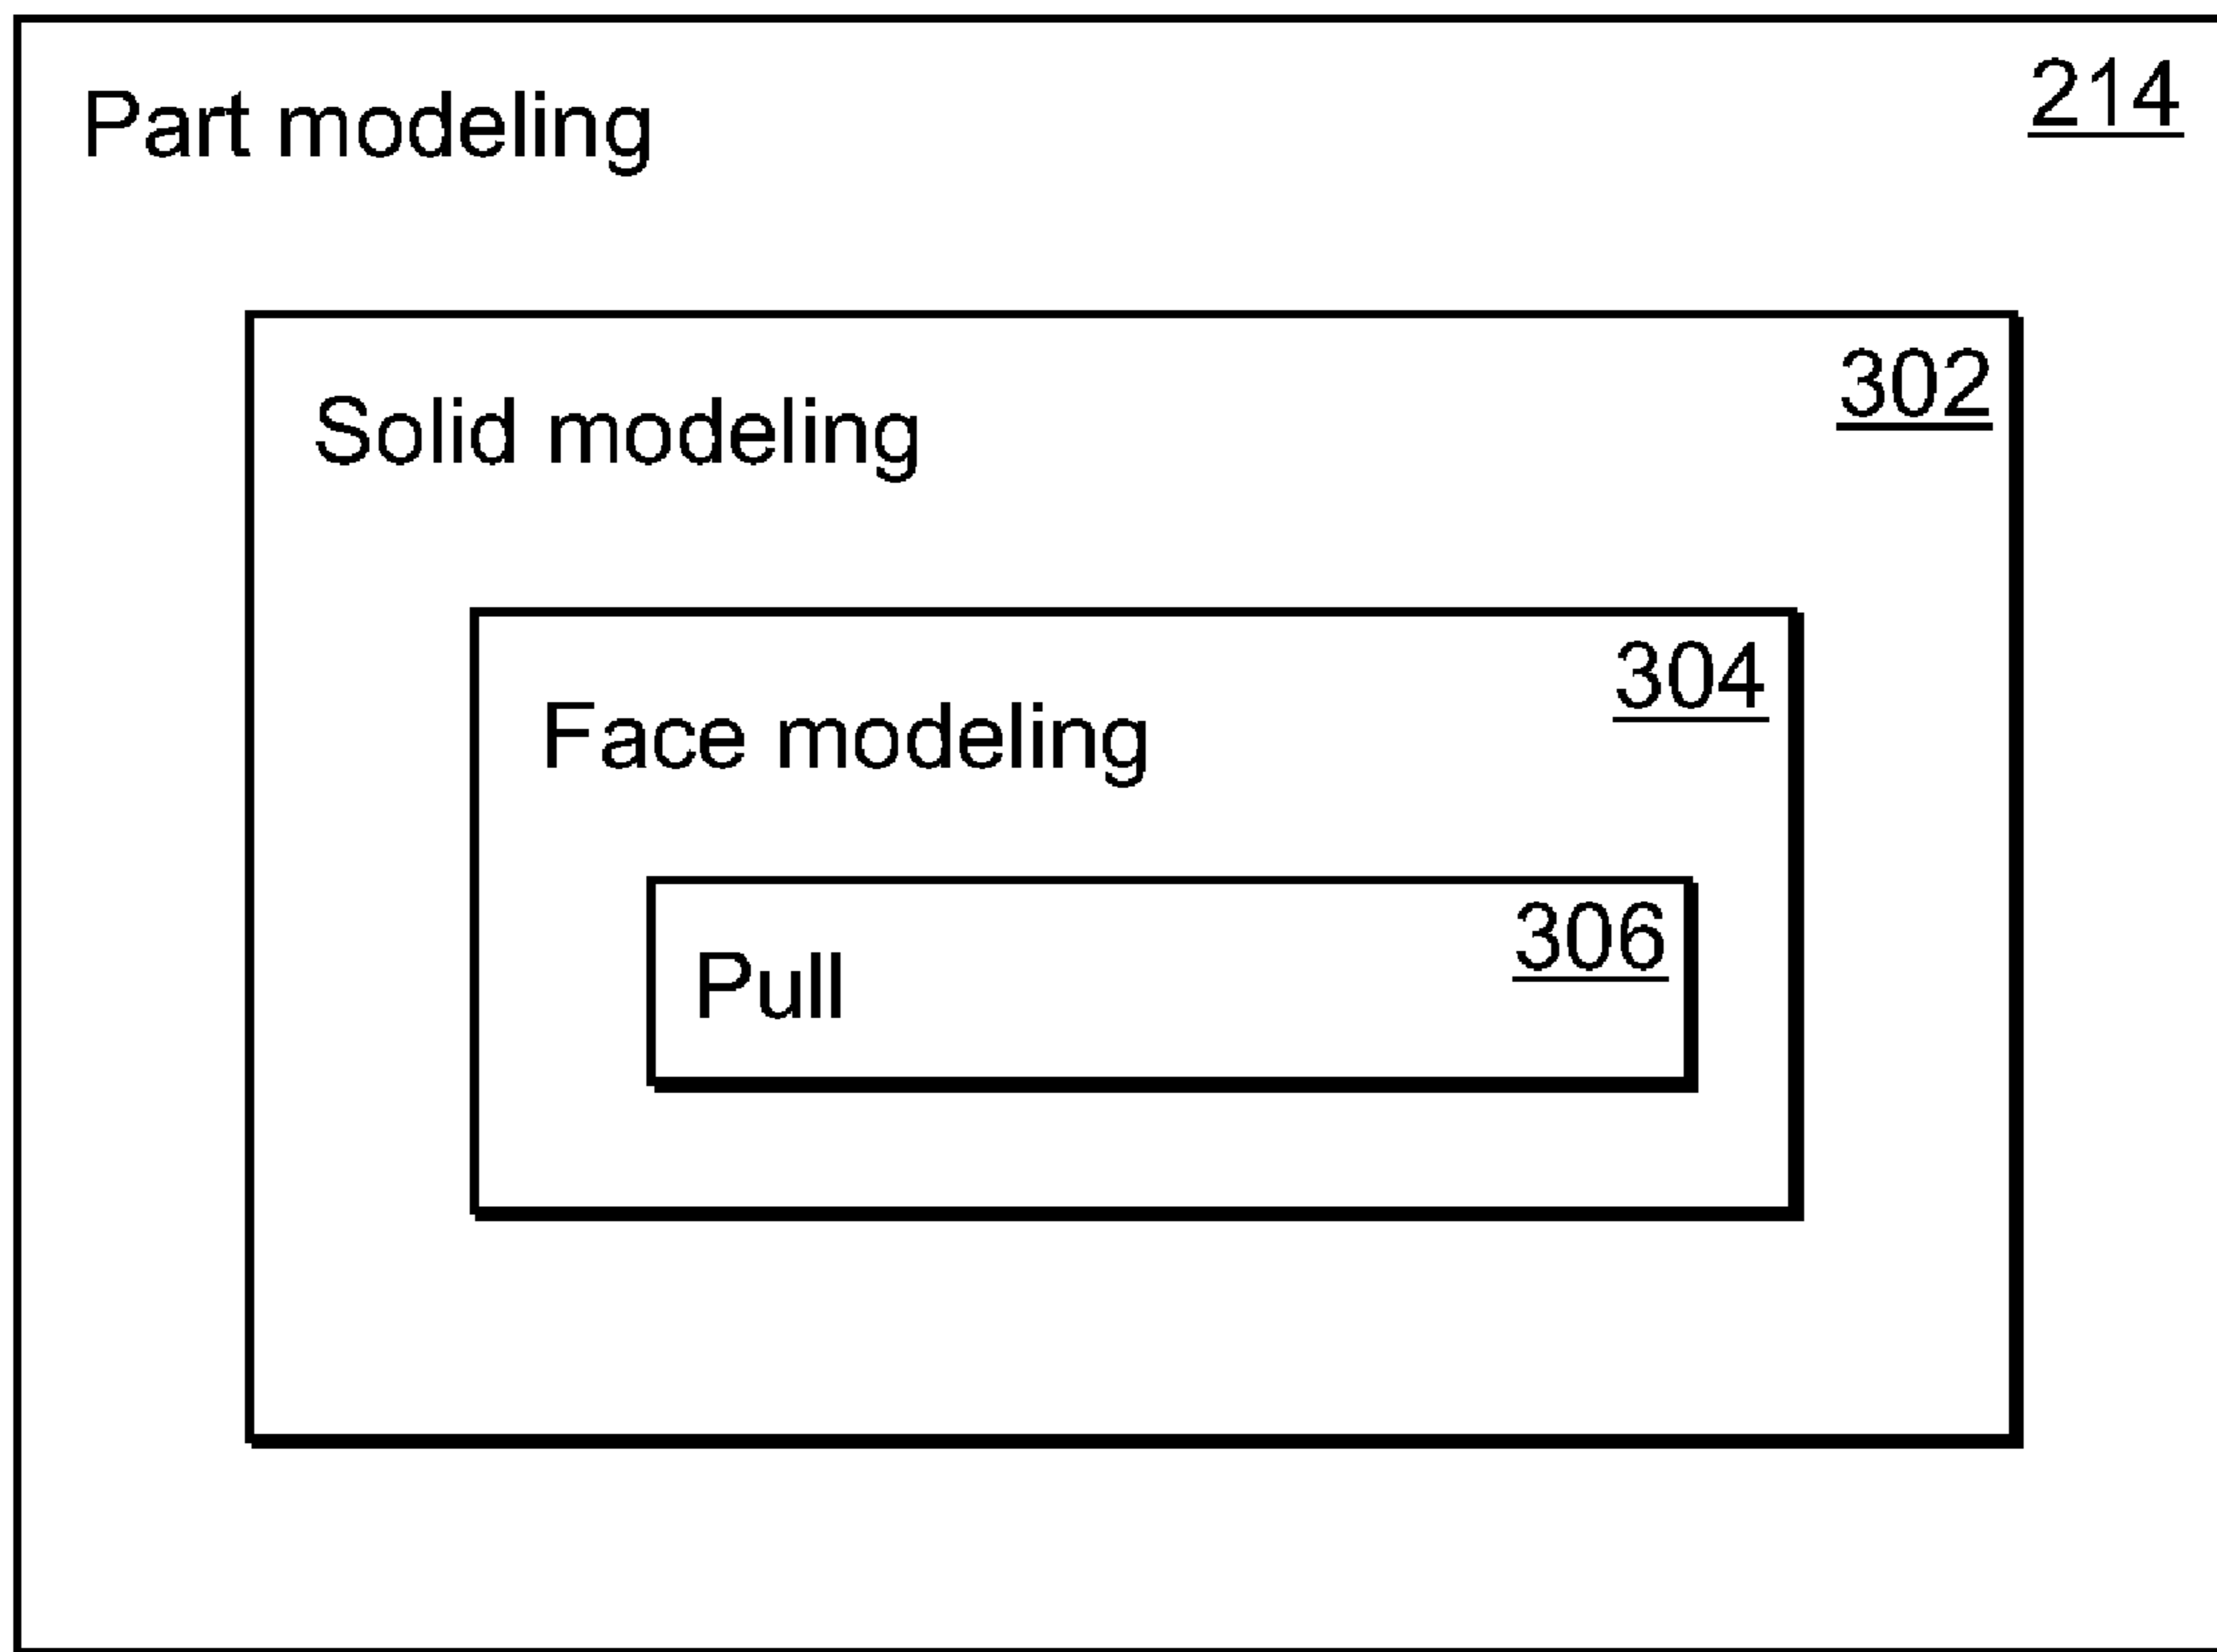 Part modeling
214
Solid modeling
302
Face modeling
304
Pull
306